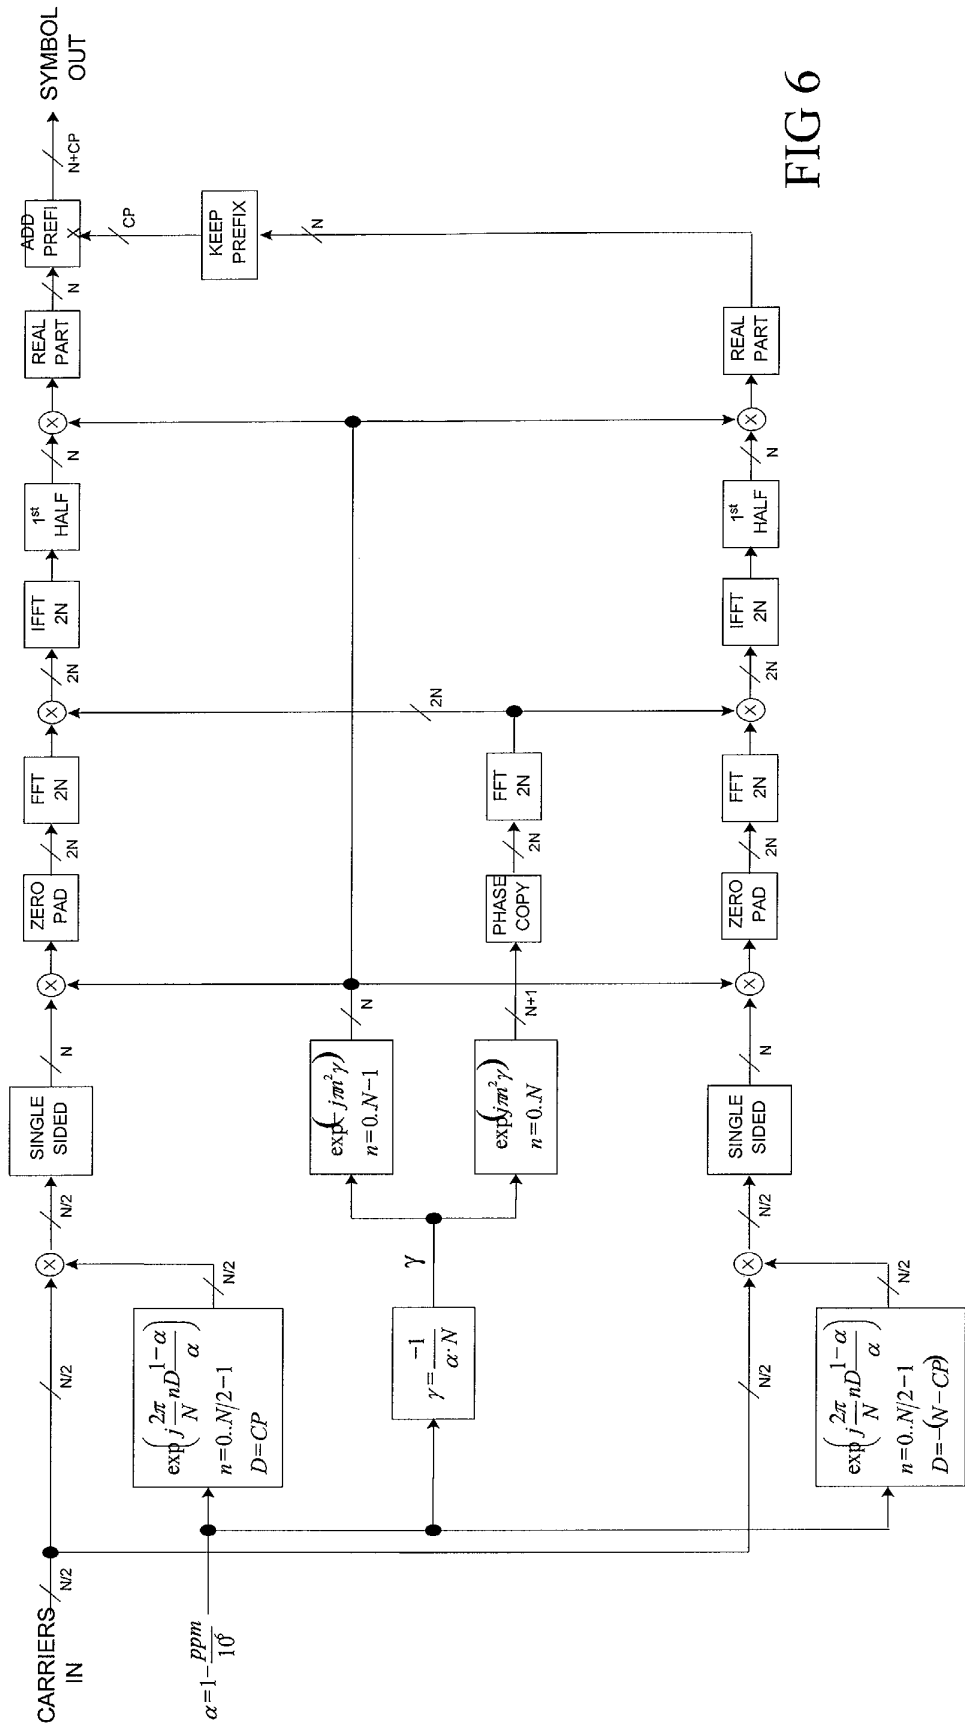 CARRIERS
IN
N/2
N/2
N/2
SINGLE
SIDED
N
ZERO
PAD
2N
FFT
2N
2N
IFFT
2N
1st
HALF
N
REAL
PART
N
ADD
PREFI
X
N+CP
SYMBOL
OUT
α=1-ppm/10^6
exp(j 2π/N nD (1-α)/α)
n=0..N/2-1
D=CP
N/2
γ=-1/(α·N)
γ
exp(-jπn²γ)
n=0..N-1
N
exp(jπn²γ)
n=0..N
N+1
PHASE
COPY
2N
FFT
2N
2N
KEEP
PREFIX
CP
N
exp(j 2π/N nD (1-α)/α)
n=0..N/2-1
D=-(N-CP)
N/2
N/2
N/2
SINGLE
SIDED
N
ZERO
PAD
2N
FFT
2N
2N
IFFT
2N
1st
HALF
N
REAL
PART
X
X
X
X
X
X
X
X
FIG 6